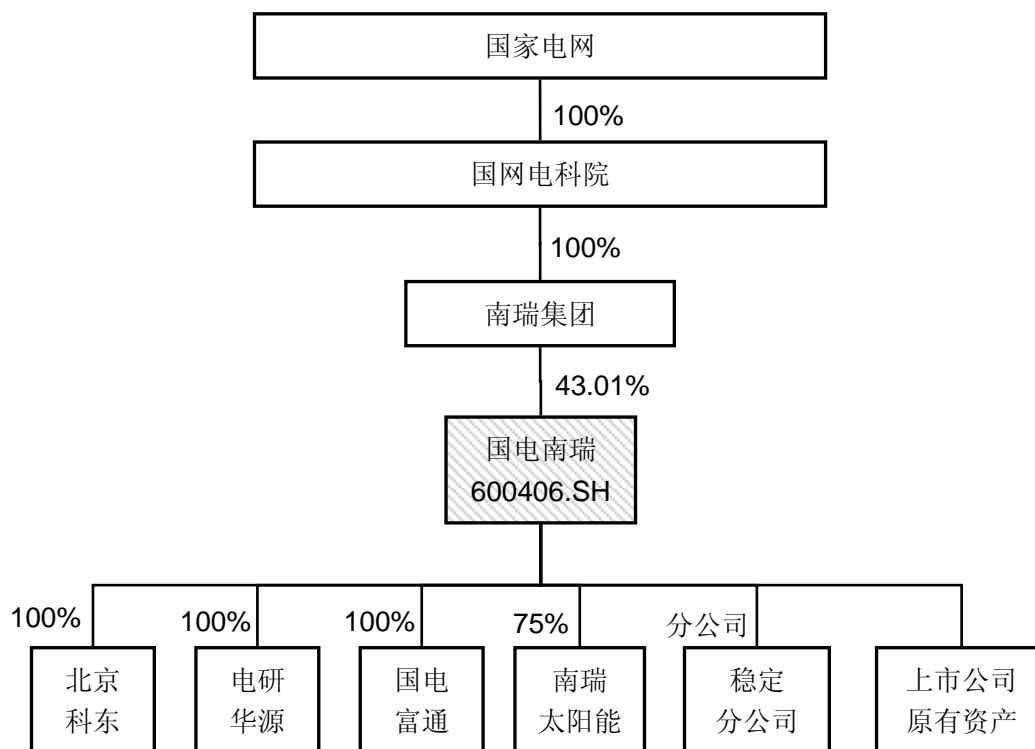 国家电网
100%
国网电科院
100%
南瑞集团
43.01%
国电南瑞
600406.SH
100%
100%
100%
75%
分公司
北京
科东
电研
华源
国电
富通
南瑞
太阳能
稳定
分公司
上市公司
原有资产